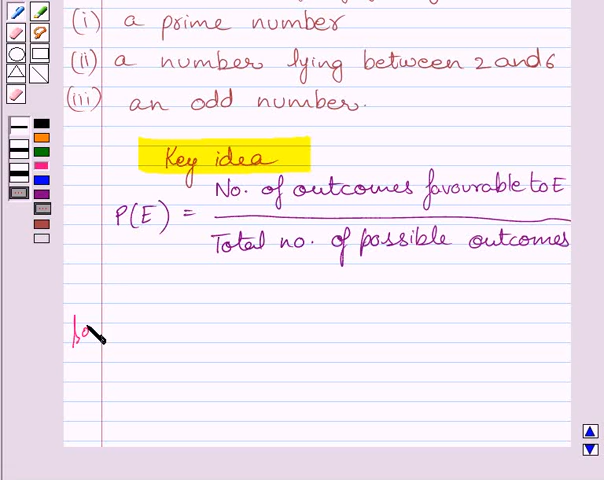 (i) a prime number
(ii) a number lying between 2 and 6
(iii) an odd number.
Key idea
P(E) = No. of outcomes favourable to E
Total no. of possible outcomes